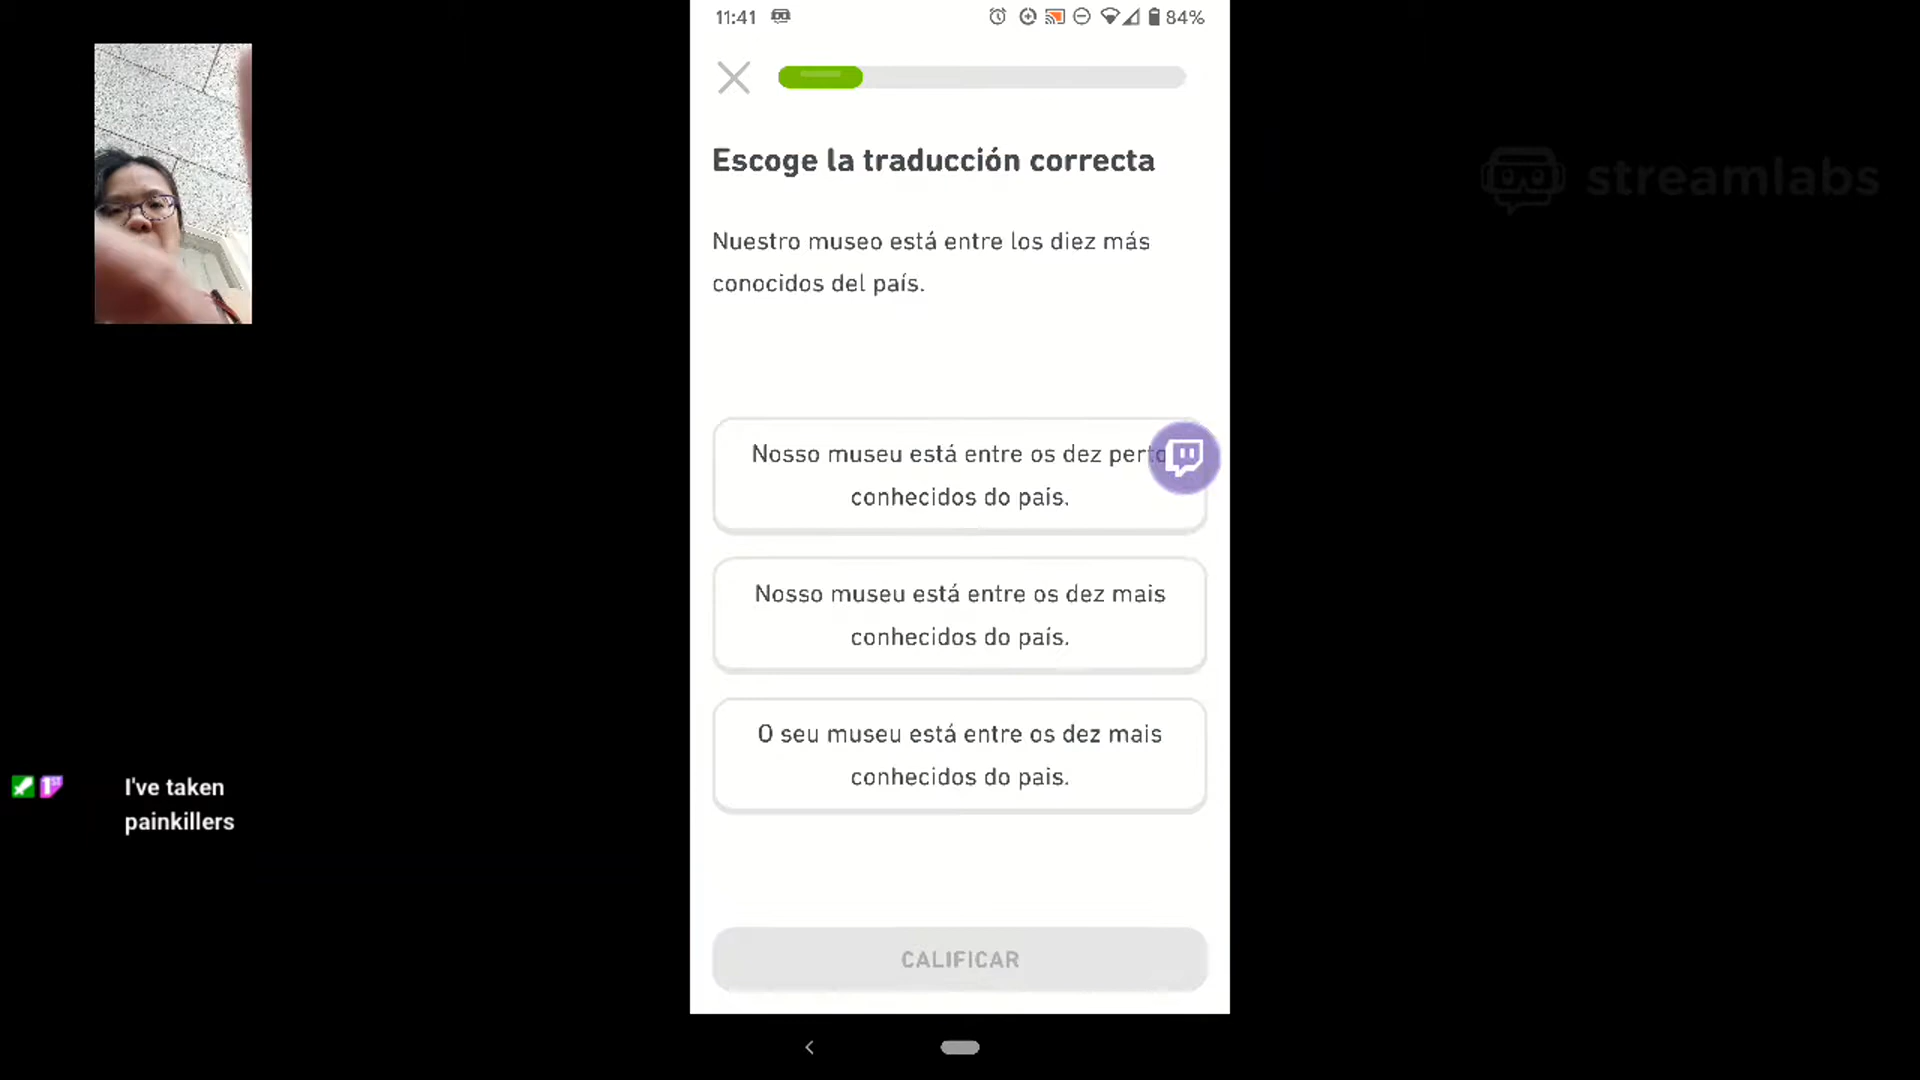 11:41
84%
streamlabs
Escoge la traducción correcta
Nuestro museo está entre los diez más
conocidos del país.
Nosso museu está entre os dez perto
conhecidos do país.
Nosso museu está entre os dez mais
conhecidos do país.
O seu museu está entre os dez mais
conhecidos do pais.
I've taken
painkillers
CALIFICAR